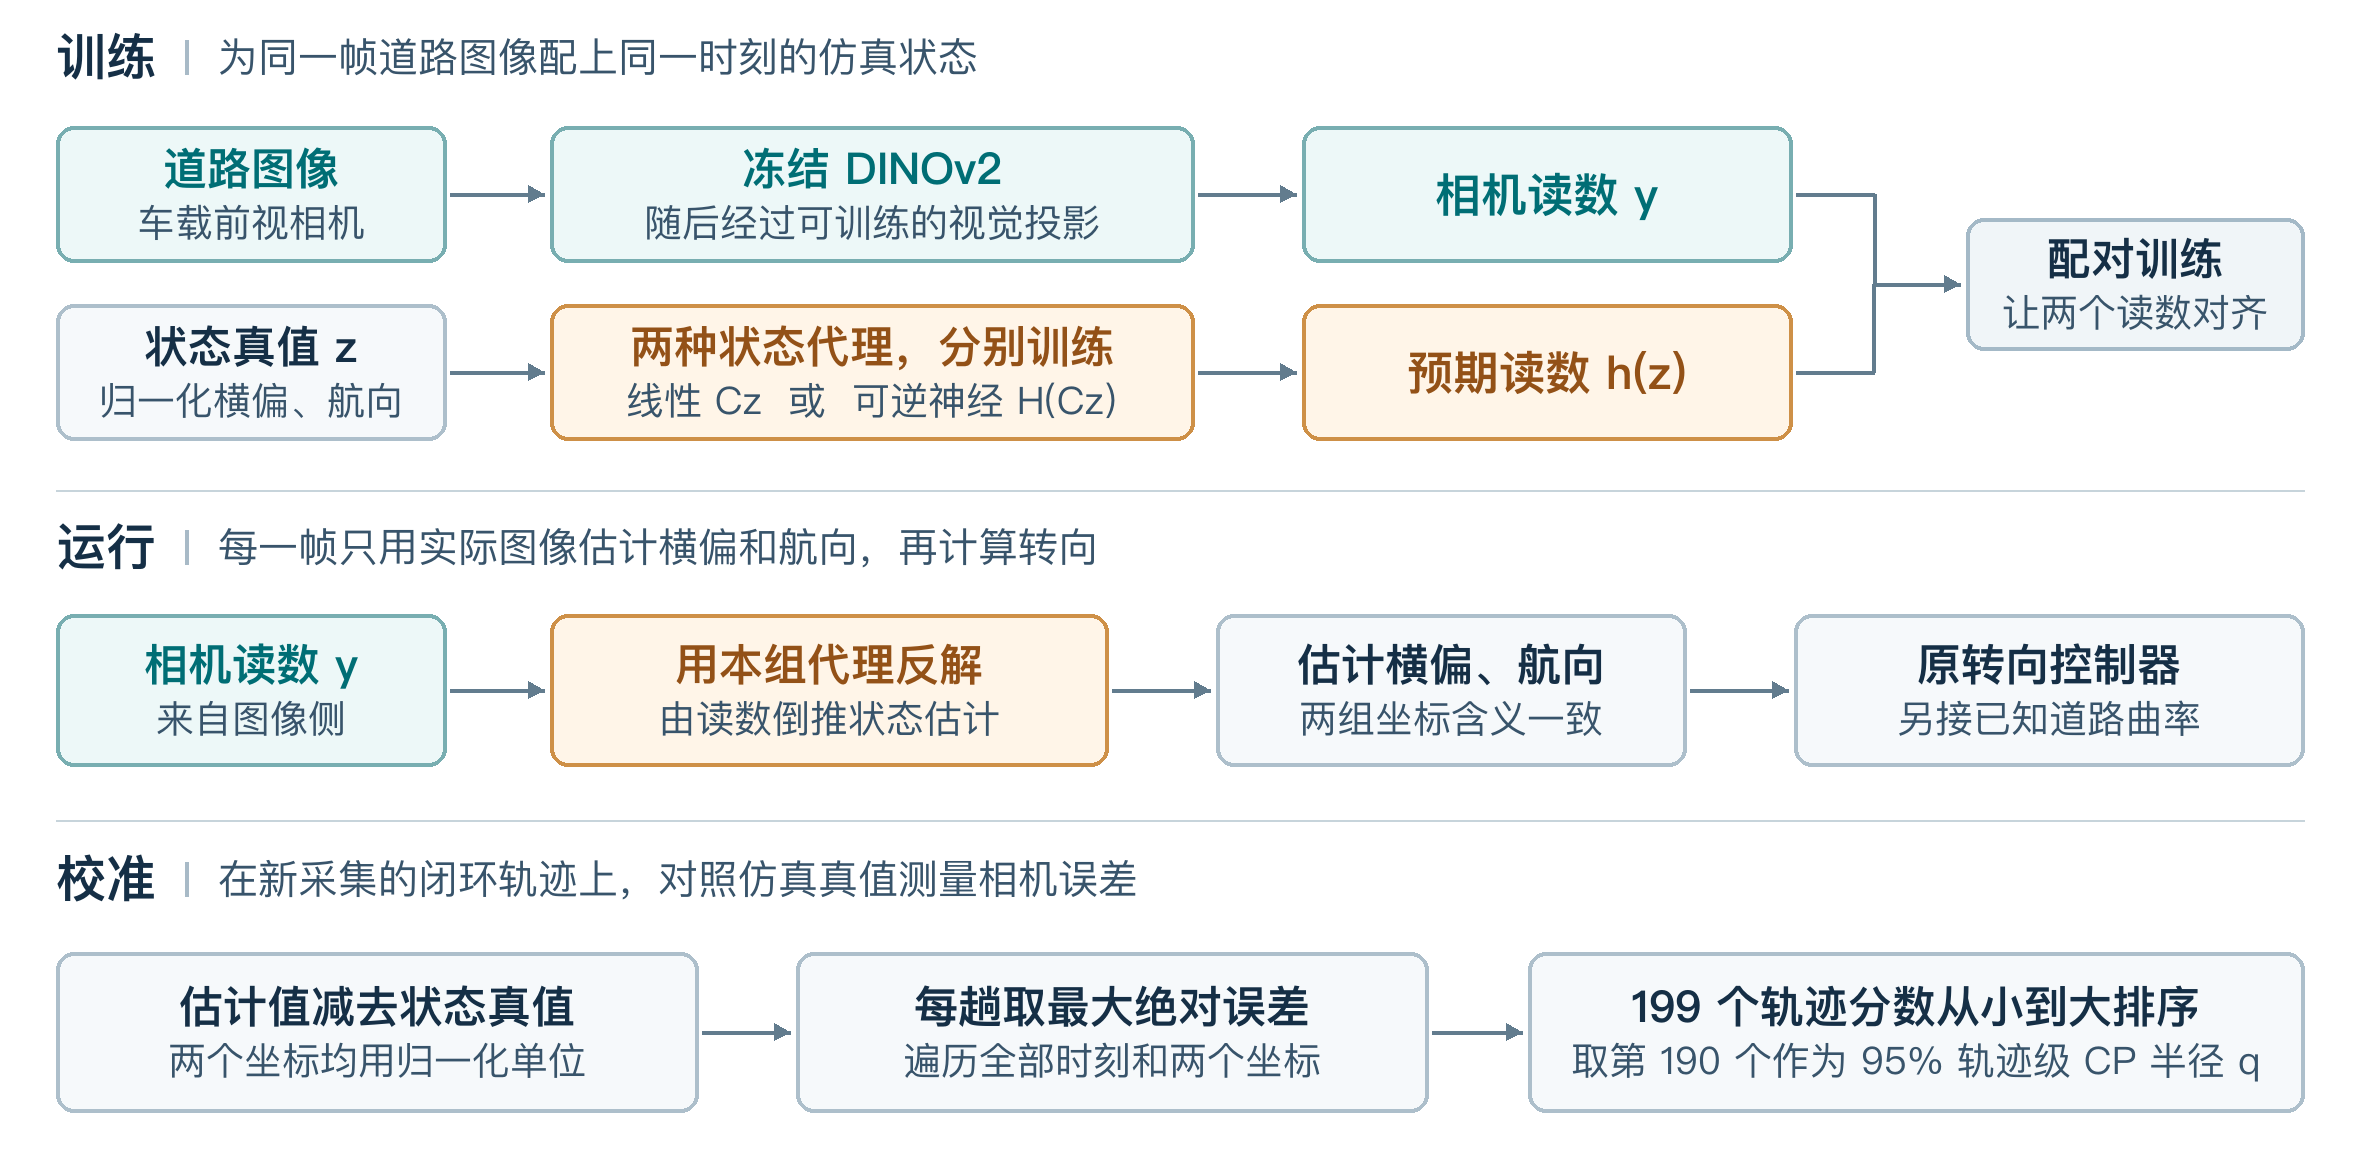 训练 | 为同一帧道路图像配上同一时刻的仿真状态
道路图像
车载前视相机
冻结 DINOv2
随后经过可训练的视觉投影
相机读数 y
配对训练
让两个读数对齐
状态真值 z
归一化横偏、航向
两种状态代理，分别训练
线性 Cz 或 可逆神经 H(Cz)
预期读数 h(z)
运行 | 每一帧只用实际图像估计横偏和航向，再计算转向
相机读数 y
来自图像侧
用本组代理反解
由读数倒推状态估计
估计横偏、航向
两组坐标含义一致
原转向控制器
另接已知道路曲率
校准 | 在新采集的闭环轨迹上，对照仿真真值测量相机误差
估计值减去状态真值
两个坐标均用归一化单位
每趟取最大绝对误差
遍历全部时刻和两个坐标
199 个轨迹分数从小到大排序
取第 190 个作为 95% 轨迹级 CP 半径 q